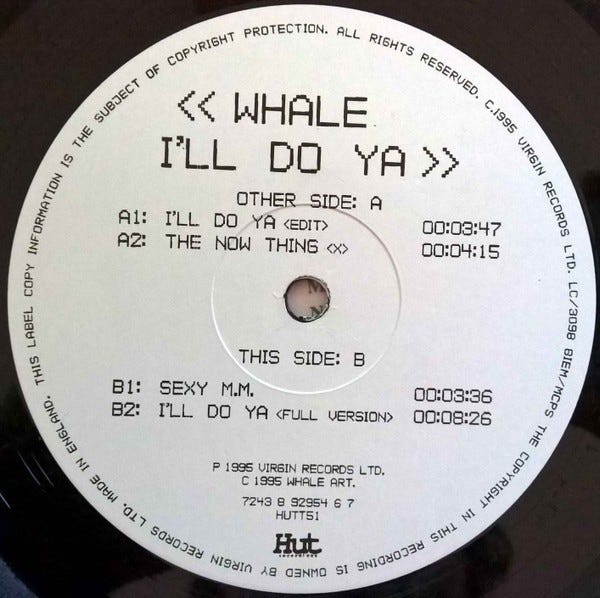 << WHALE
I'LL DO YA >>
OTHER SIDE: A
A1: I'LL DO YA <EDIT> 00:03:47
A2: THE NOW THING <X> 00:04:15
THIS SIDE: B
B1: SEXY M.M. 00:03:36
B2: I'LL DO YA <FULL VERSION> 00:08:26
P 1995 VIRGIN RECORDS LTD.
C 1995 WHALE ART.
7243 8 92954 6 7
HUTT51
Hut
RECORDINGS
THIS LABEL COPY INFORMATION IS THE SUBJECT OF COPYRIGHT PROTECTION. ALL RIGHTS RESERVED. C.1995 VIRGIN RECORDS LTD. LC/3098 BIEM/MCPS THE COPYRIGHT IN THIS RECORDING IS OWNED BY VIRGIN RECORDS LTD. MADE IN ENGLAND.